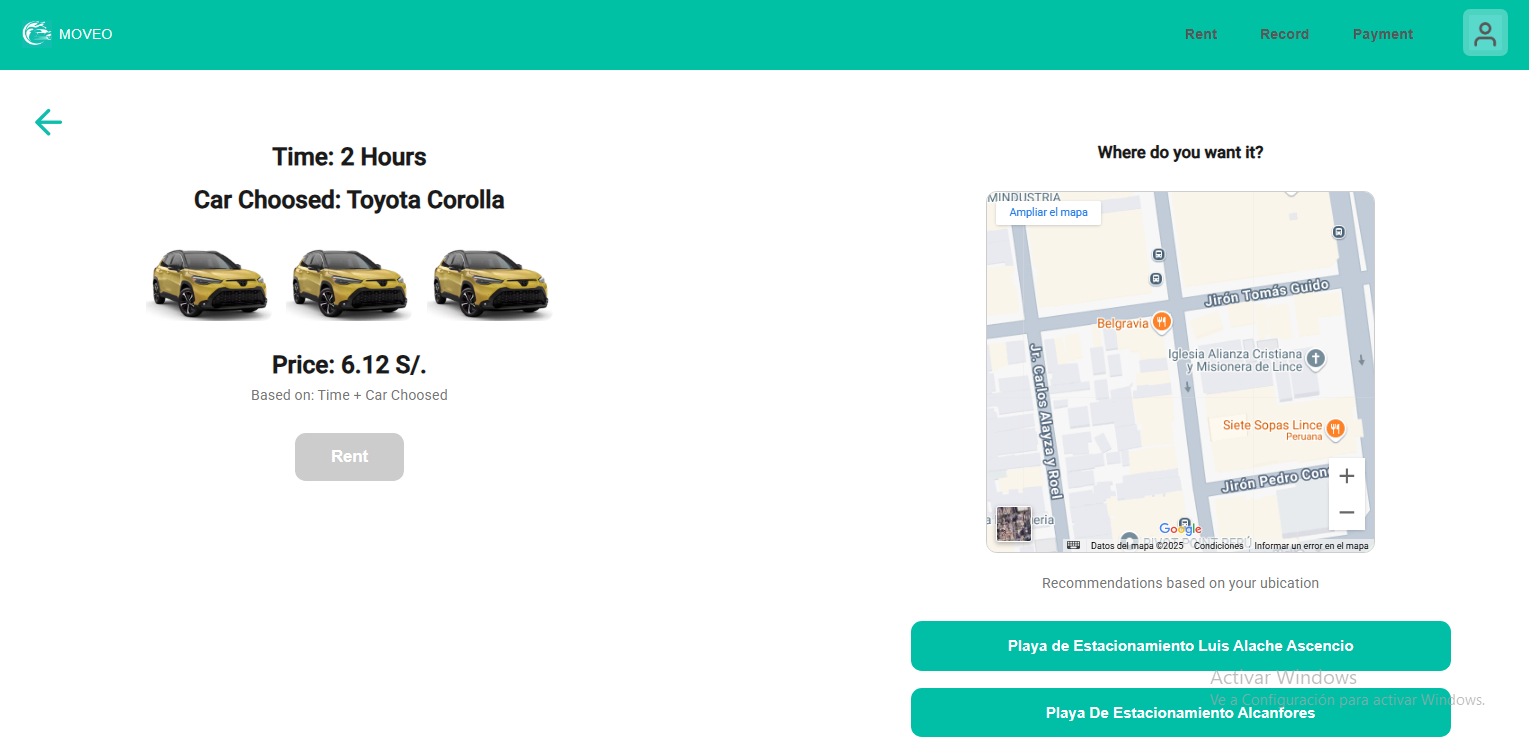 MOVEO
Rent
Record
Payment
Time: 2 Hours
Car Choosed: Toyota Corolla
Price: 6.12 S/.
Based on: Time + Car Choosed
Rent
Where do you want it?
MINDUSTRIA
Ampliar el mapa
Jirón Tomás Guido
Belgravia
Iglesia Alianza Cristiana
y Misionera de Lince
Jr. Carlos Alayza y Roel
Siete Sopas Lince
Peruana
Jirón Pedro Con
Google
PIVOT POINT PERÚ
Datos del mapa ©2025
Condiciones
Informar un error en el mapa
Recommendations based on your ubication
Playa de Estacionamiento Luis Alache Ascencio
Activar Windows
Ve a Configuración para activar Windows.
Playa De Estacionamiento Alcanfores